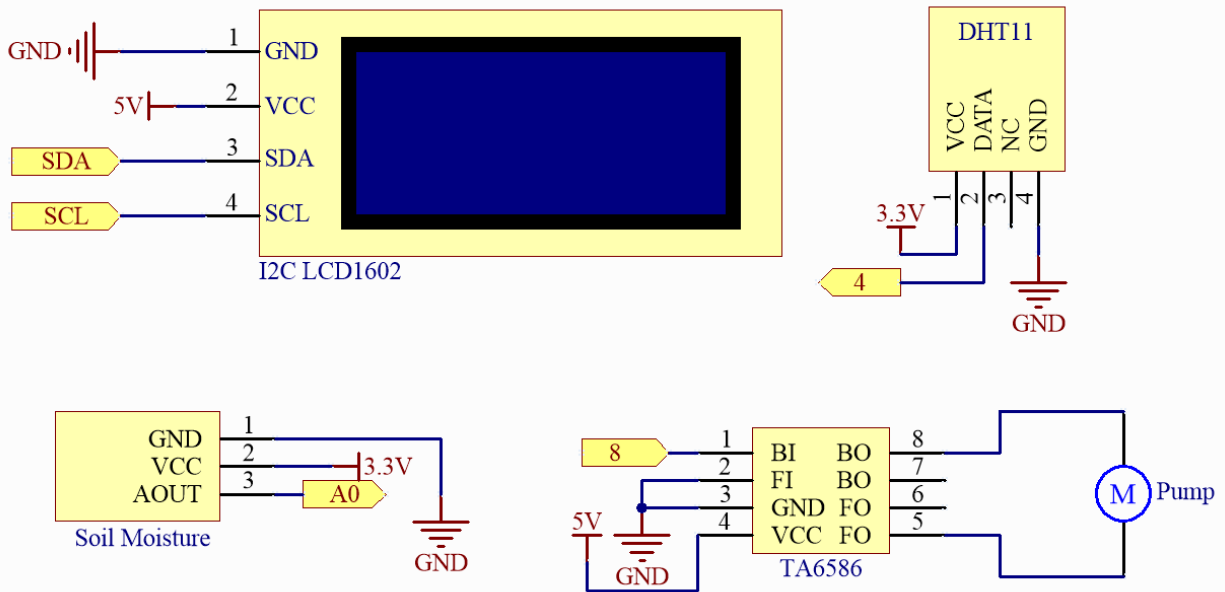 GND 1 GND
5V 2 VCC
SDA 3 SDA
SCL 4 SCL
I2C LCD1602
DHT11
VCC
DATA
NC
GND
1
2
3
4
3.3V
4
GND
GND 1
VCC 2 3.3V
AOUT 3 A0
Soil Moisture
GND
8 1 BI BO 8
2 FI BO 7
3 GND FO 6
5V 4 VCC FO 5
GND
TA6586
M Pump